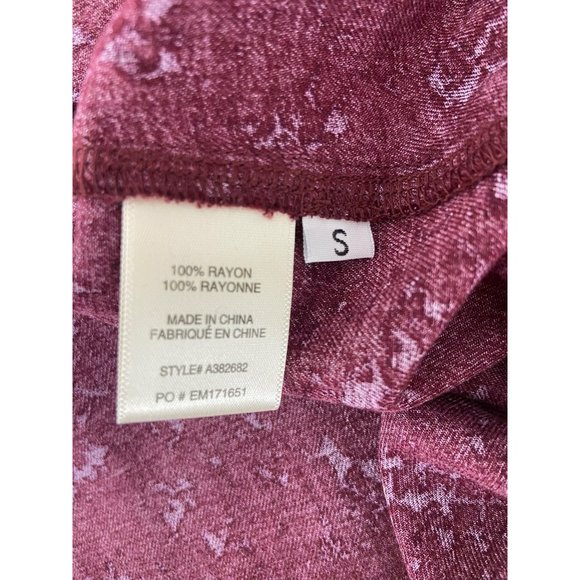 100% RAYON
100% RAYONNE
MADE IN CHINA
FABRIQUÉ EN CHINE
STYLE# A382682
PO # EM171651
S